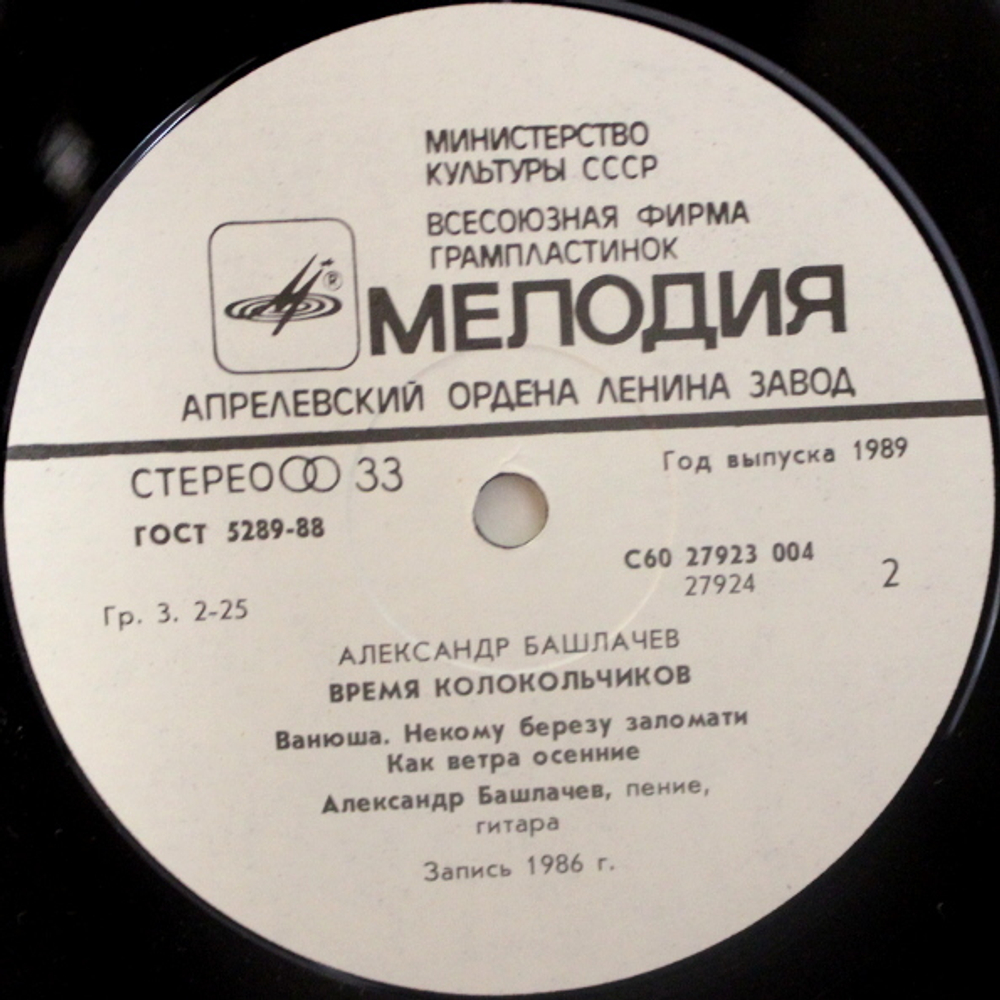 МИНИСТЕРСТВО
КУЛЬТУРЫ СССР
ВСЕСОЮЗНАЯ ФИРМА
ГРАМПЛАСТИНОК
®
МЕЛОДИЯ
АПРЕЛЕВСКИЙ ОРДЕНА ЛЕНИНА ЗАВОД
СТЕРЕО 33
Год выпуска 1989
ГОСТ 5289-88
С60 27923 004
27924
2
Гр. 3. 2-25
АЛЕКСАНДР БАШЛАЧЕВ
ВРЕМЯ КОЛОКОЛЬЧИКОВ
Ванюша. Некому березу заломати
Как ветра осенние
Александр Башлачев, пение,
гитара
Запись 1986 г.